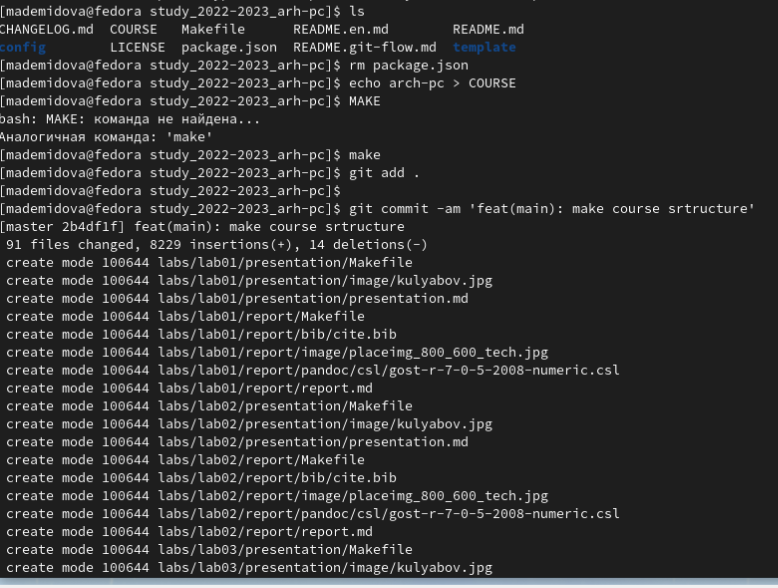 [mademidova@fedora study_2022-2023_arh-pc]$ ls
CHANGELOG.md  COURSE   Makefile      README.en.md        README.md
config        LICENSE  package.json  README.git-flow.md  template
[mademidova@fedora study_2022-2023_arh-pc]$ rm package.json
[mademidova@fedora study_2022-2023_arh-pc]$ echo arch-pc > COURSE
[mademidova@fedora study_2022-2023_arh-pc]$ MAKE
bash: MAKE: команда не найдена...
Аналогичная команда: 'make'
[mademidova@fedora study_2022-2023_arh-pc]$ make
[mademidova@fedora study_2022-2023_arh-pc]$ git add .
[mademidova@fedora study_2022-2023_arh-pc]$
[mademidova@fedora study_2022-2023_arh-pc]$ git commit -am 'feat(main): make course srtructure'
[master 2b4df1f] feat(main): make course srtructure
 91 files changed, 8229 insertions(+), 14 deletions(-)
 create mode 100644 labs/lab01/presentation/Makefile
 create mode 100644 labs/lab01/presentation/image/kulyabov.jpg
 create mode 100644 labs/lab01/presentation/presentation.md
 create mode 100644 labs/lab01/report/Makefile
 create mode 100644 labs/lab01/report/bib/cite.bib
 create mode 100644 labs/lab01/report/image/placeimg_800_600_tech.jpg
 create mode 100644 labs/lab01/report/pandoc/csl/gost-r-7-0-5-2008-numeric.csl
 create mode 100644 labs/lab01/report/report.md
 create mode 100644 labs/lab02/presentation/Makefile
 create mode 100644 labs/lab02/presentation/image/kulyabov.jpg
 create mode 100644 labs/lab02/presentation/presentation.md
 create mode 100644 labs/lab02/report/Makefile
 create mode 100644 labs/lab02/report/bib/cite.bib
 create mode 100644 labs/lab02/report/image/placeimg_800_600_tech.jpg
 create mode 100644 labs/lab02/report/pandoc/csl/gost-r-7-0-5-2008-numeric.csl
 create mode 100644 labs/lab02/report/report.md
 create mode 100644 labs/lab03/presentation/Makefile
 create mode 100644 labs/lab03/presentation/image/kulyabov.jpg